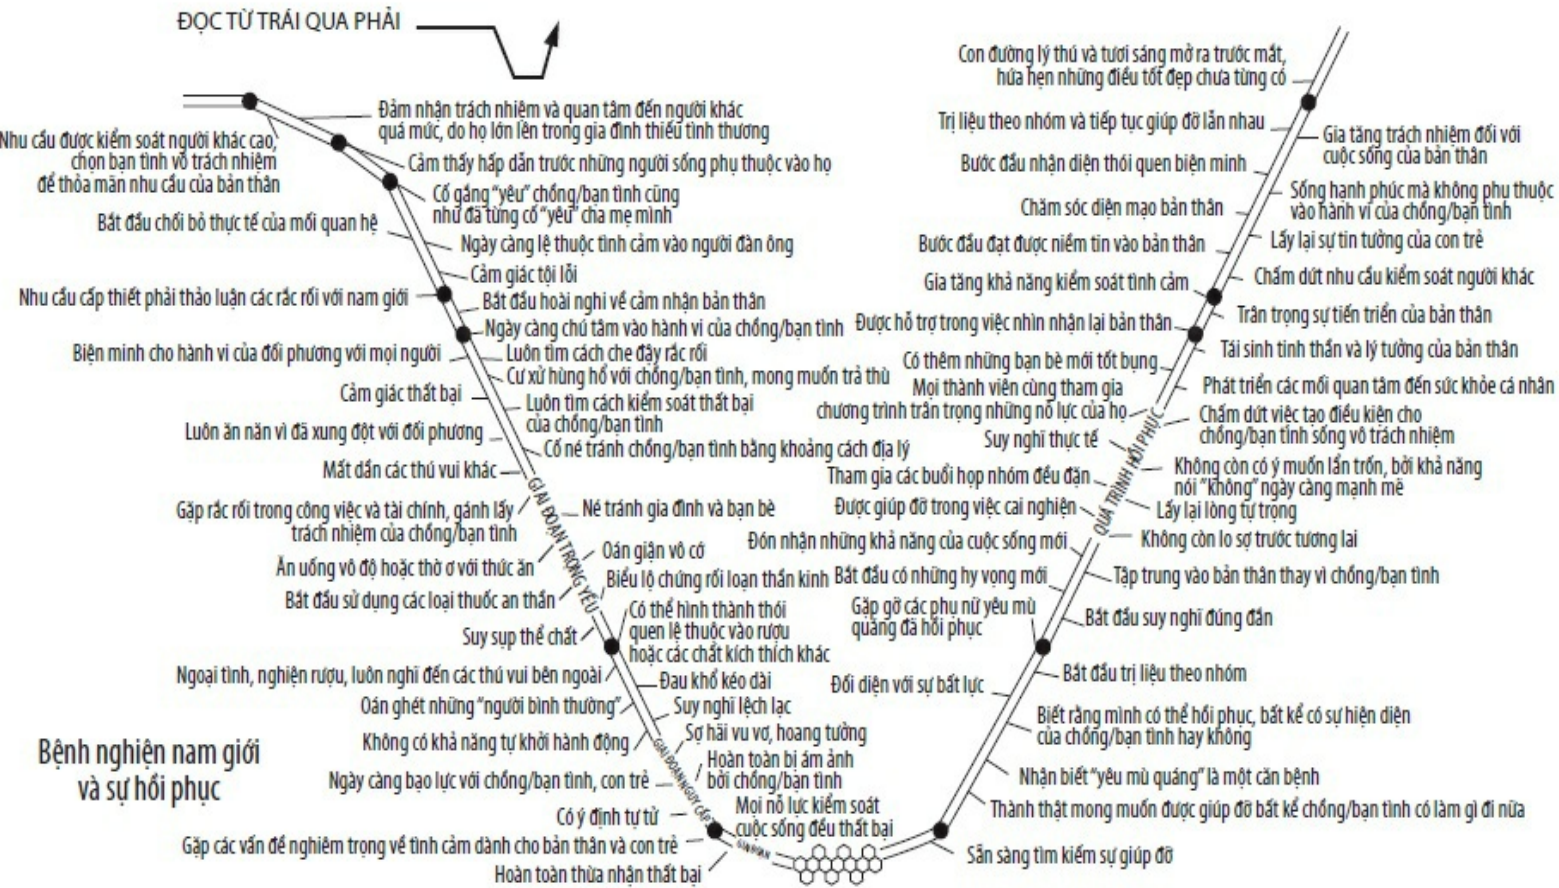 ĐỌC TỪ TRÁI QUA PHẢI
Đảm nhận trách nhiệm và quan tâm đến người khác
quá mức, do họ lớn lên trong gia đình thiếu tình thương
Nhu cầu được kiểm soát người khác cao,
chọn bạn tình vô trách nhiệm
để thỏa mãn nhu cầu của bản thân
Cảm thấy hấp dẫn trước những người sống phụ thuộc vào họ
Cố gắng “yêu” chồng/bạn tình cũng
như đã từng cố “yêu” cha mẹ mình
Bắt đầu chối bỏ thực tế của mối quan hệ
Ngày càng lệ thuộc tình cảm vào người đàn ông
Cảm giác tội lỗi
Nhu cầu cấp thiết phải thảo luận các rắc rối với nam giới
Bắt đầu hoài nghi về cảm nhận bản thân
Ngày càng chú tâm vào hành vi của chồng/bạn tình
Biện minh cho hành vi của đối phương với mọi người
Luôn tìm cách che đậy rắc rối
Cư xử hùng hổ với chồng/bạn tình, mong muốn trả thù
Cảm giác thất bại
Luôn tìm cách kiểm soát thất bại
của chồng/bạn tình
Luôn ăn năn vì đã xung đột với đối phương
Cố né tránh chồng/bạn tình bằng khoảng cách địa lý
Mất dần các thú vui khác
GIAI ĐOẠN TRỌNG YẾU
Gặp rắc rối trong công việc và tài chính, gánh lấy
trách nhiệm của chồng/bạn tình
Né tránh gia đình và bạn bè
Oán giận vô cớ
Ăn uống vô độ hoặc thờ ơ với thức ăn
Biểu lộ chứng rối loạn thần kinh
Bắt đầu sử dụng các loại thuốc an thần
Có thể hình thành thói
quen lệ thuộc vào rượu
hoặc các chất kích thích khác
Suy sụp thể chất
Ngoại tình, nghiện rượu, luôn nghĩ đến các thú vui bên ngoài
Đau khổ kéo dài
Oán ghét những “người bình thường”
Suy nghĩ lệch lạc
Sợ hãi vu vơ, hoang tưởng
Không có khả năng tự khởi hành động
GIAI ĐOẠN NGUY CẤP
Hoàn toàn bị ám ảnh
bởi chồng/bạn tình
Ngày càng bạo lực với chồng/bạn tình, con trẻ
Mọi nỗ lực kiểm soát
cuộc sống đều thất bại
Có ý định tự tử
Gặp các vấn đề nghiêm trọng về tình cảm dành cho bản thân và con trẻ
Hoàn toàn thừa nhận thất bại
GIAI ĐOẠN
Bệnh nghiện nam giới
và sự hồi phục
Con đường lý thú và tươi sáng mở ra trước mắt,
hứa hẹn những điều tốt đẹp chưa từng có
Trị liệu theo nhóm và tiếp tục giúp đỡ lẫn nhau
Gia tăng trách nhiệm đối với
cuộc sống của bản thân
Bước đầu nhận diện thói quen biện minh
Sống hạnh phúc mà không phụ thuộc
vào hành vi của chồng/bạn tình
Chăm sóc diện mạo bản thân
Bước đầu đạt được niềm tin vào bản thân
Lấy lại sự tin tưởng của con trẻ
Gia tăng khả năng kiểm soát tình cảm
Chấm dứt nhu cầu kiểm soát người khác
Trân trọng sự tiến triển của bản thân
Được hỗ trợ trong việc nhìn nhận lại bản thân
Tái sinh tinh thần và lý tưởng của bản thân
Có thêm những bạn bè mới tốt bụng
Phát triển các mối quan tâm đến sức khỏe cá nhân
Mọi thành viên cùng tham gia
chương trình trân trọng những nỗ lực của họ
Chấm dứt việc tạo điều kiện cho
chồng/bạn tình sống vô trách nhiệm
QUÁ TRÌNH HỒI PHỤC
Suy nghĩ thực tế
Không còn có ý muốn lẩn trốn, bởi khả năng
nói "không" ngày càng mạnh mẽ
Tham gia các buổi họp nhóm đều đặn
Lấy lại lòng tự trọng
Được giúp đỡ trong việc cai nghiện
Không còn lo sợ trước tương lai
Đón nhận những khả năng của cuộc sống mới
Tập trung vào bản thân thay vì chồng/bạn tình
Bắt đầu có những hy vọng mới
Gặp gỡ các phụ nữ yêu mù
quáng đã hồi phục
Bắt đầu suy nghĩ đúng đắn
Bắt đầu trị liệu theo nhóm
Đối diện với sự bất lực
Biết rằng mình có thể hồi phục, bất kể có sự hiện diện
của chồng/bạn tình hay không
Nhận biết “yêu mù quáng” là một căn bệnh
Thành thật mong muốn được giúp đỡ bất kể chồng/bạn tình có làm gì đi nữa
Sẵn sàng tìm kiếm sự giúp đỡ